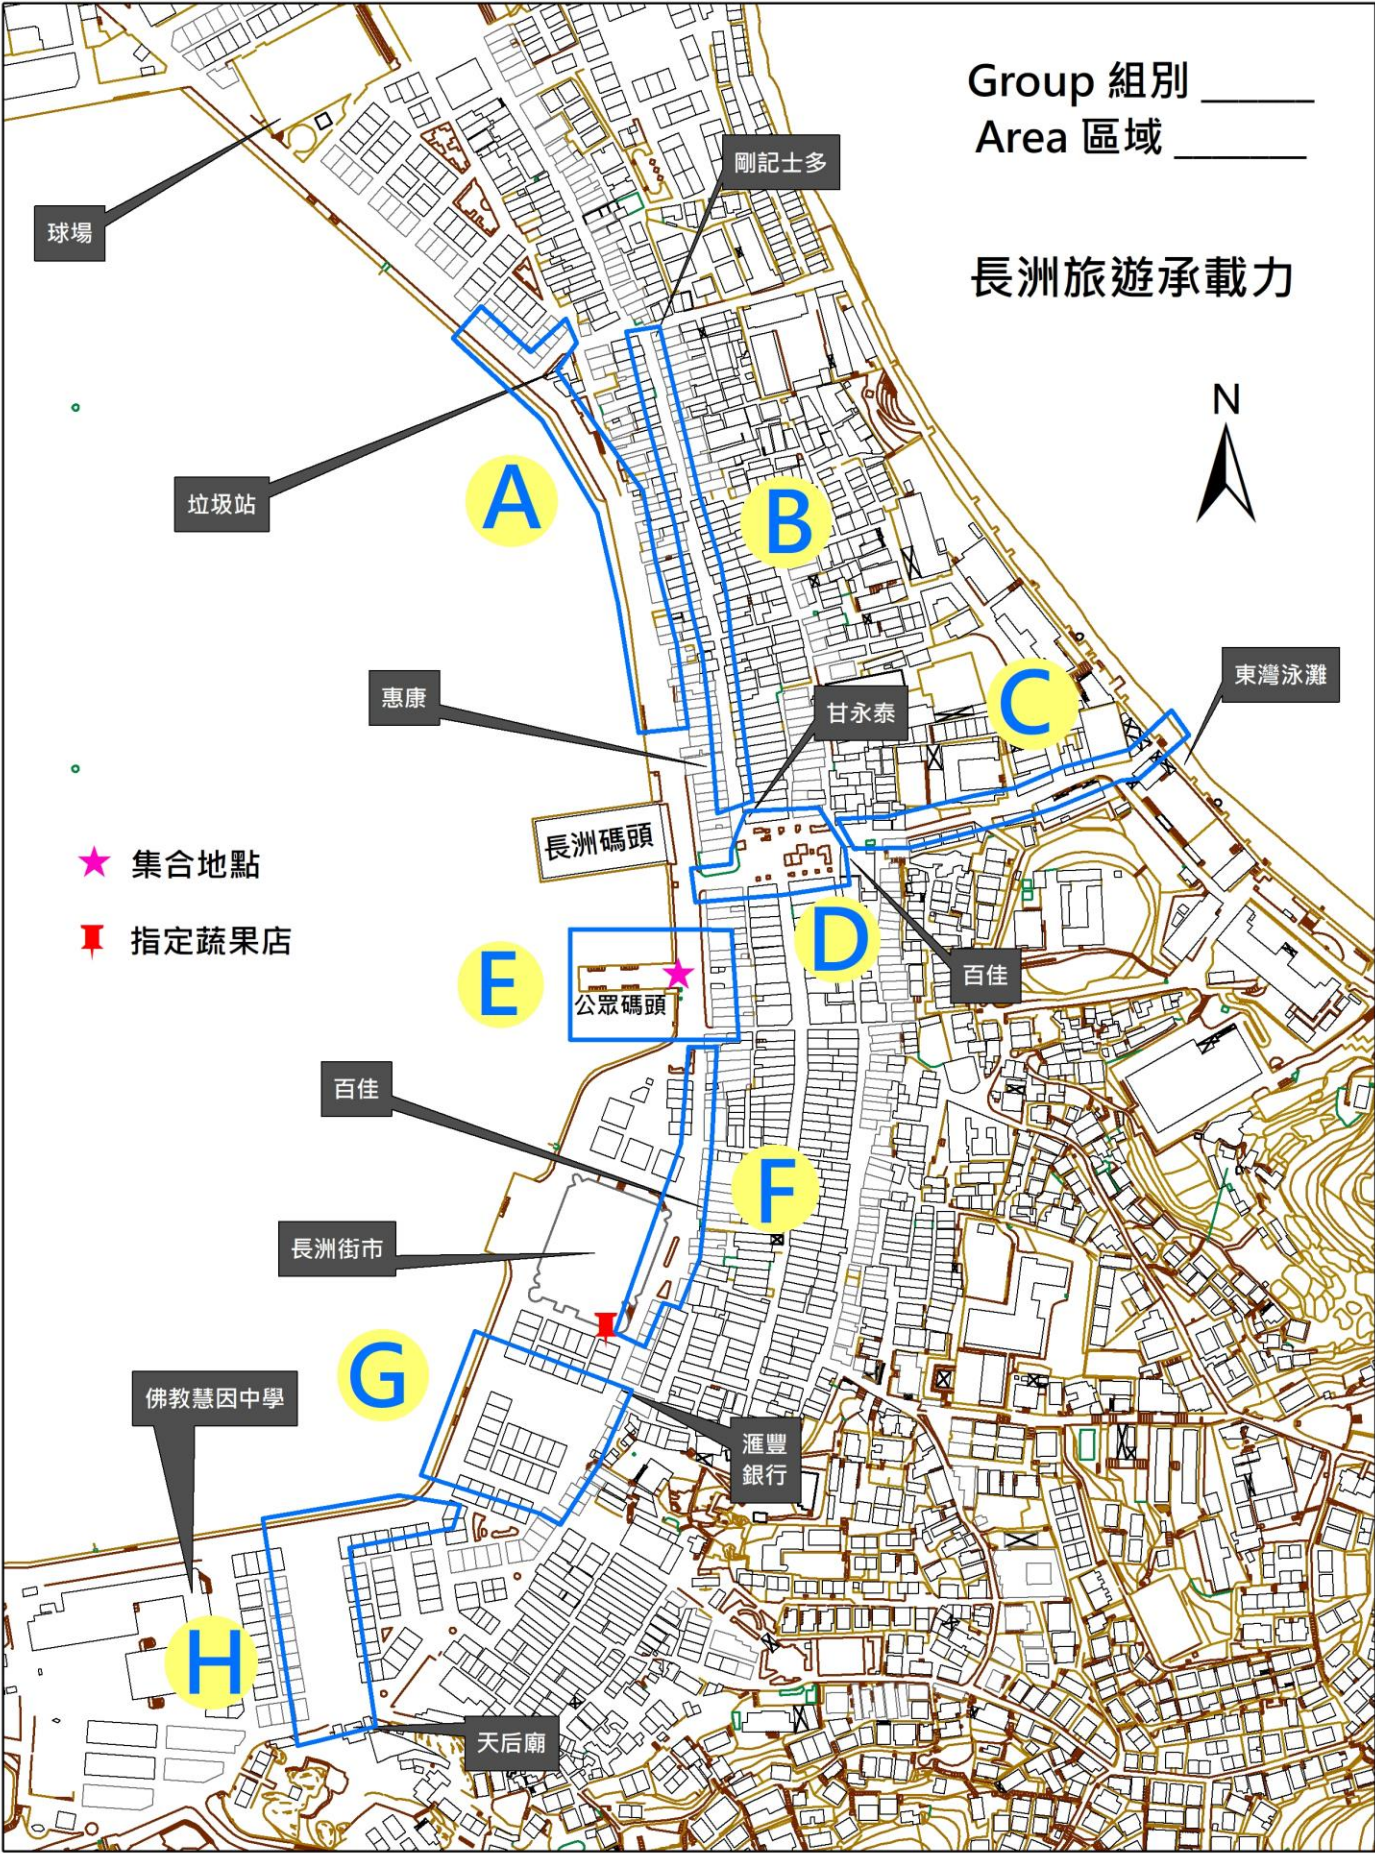 Group 組別 _____
Area 區域 ______
剛記士多
球場
長洲旅遊承載力
N
垃圾站
A
B
東灣泳灘
惠康
甘永泰
C
長洲碼頭
集合地點
指定蔬果店
D
E
百佳
公眾碼頭
百佳
F
長洲街市
G
佛教慧因中學
滙豐
銀行
H
天后廟